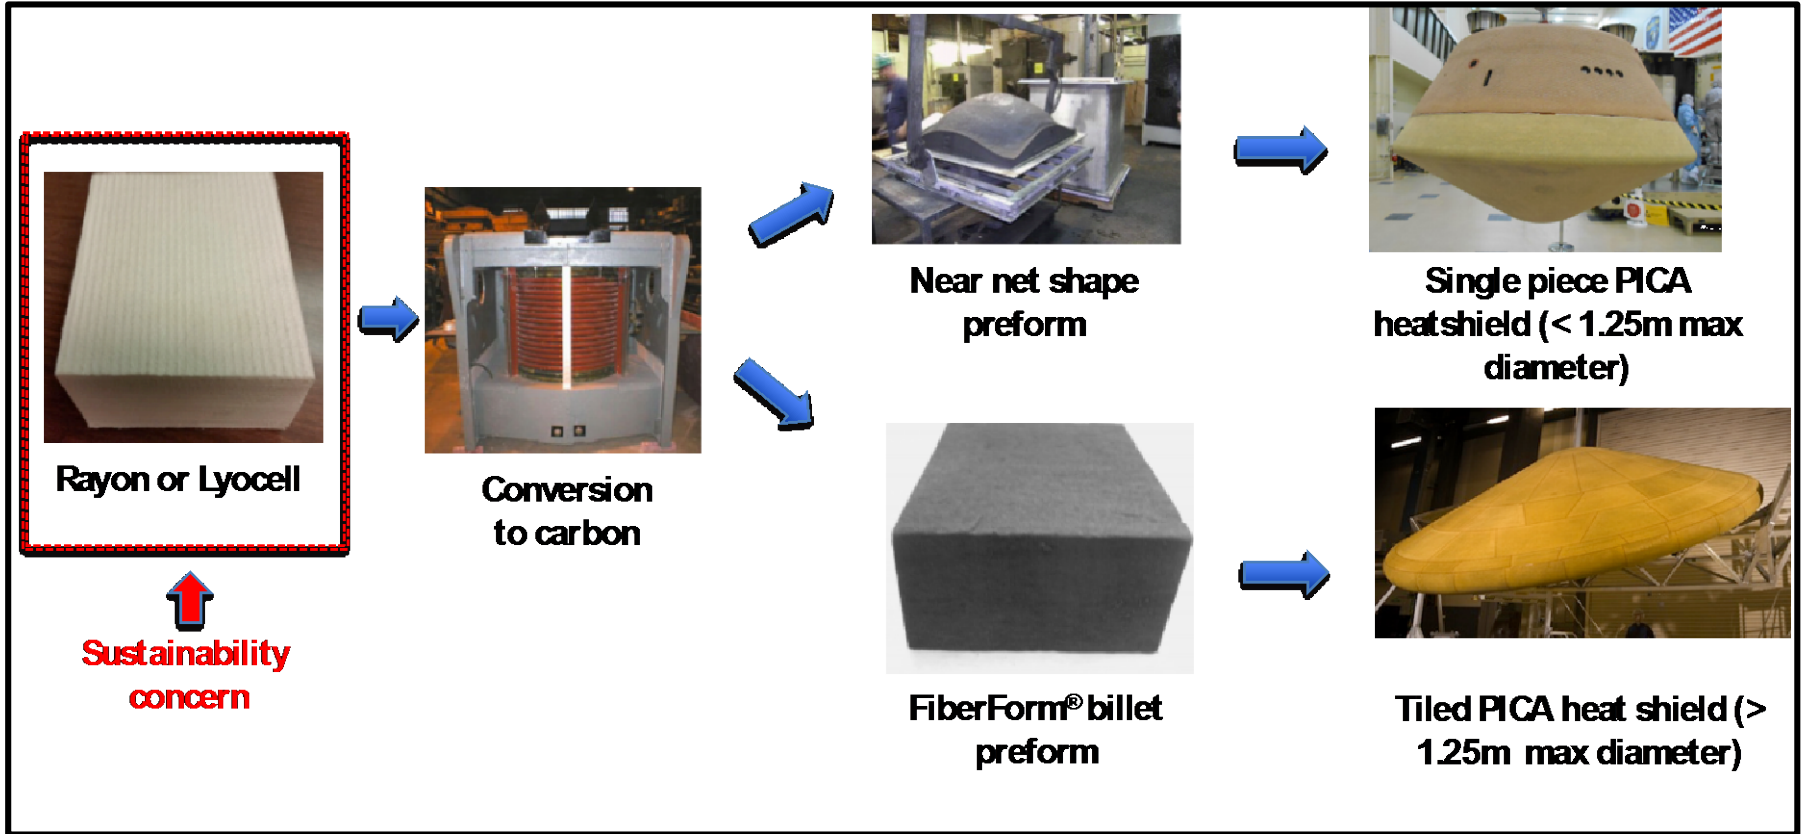 Rayon or Lyocell
Sustainability
concern
Conversion
to carbon
Near net shape
preform
Single piece PICA
heatshield (< 1.25m max
diameter)
FiberForm® billet
preform
Tiled PICA heat shield (>
1.25m max diameter)